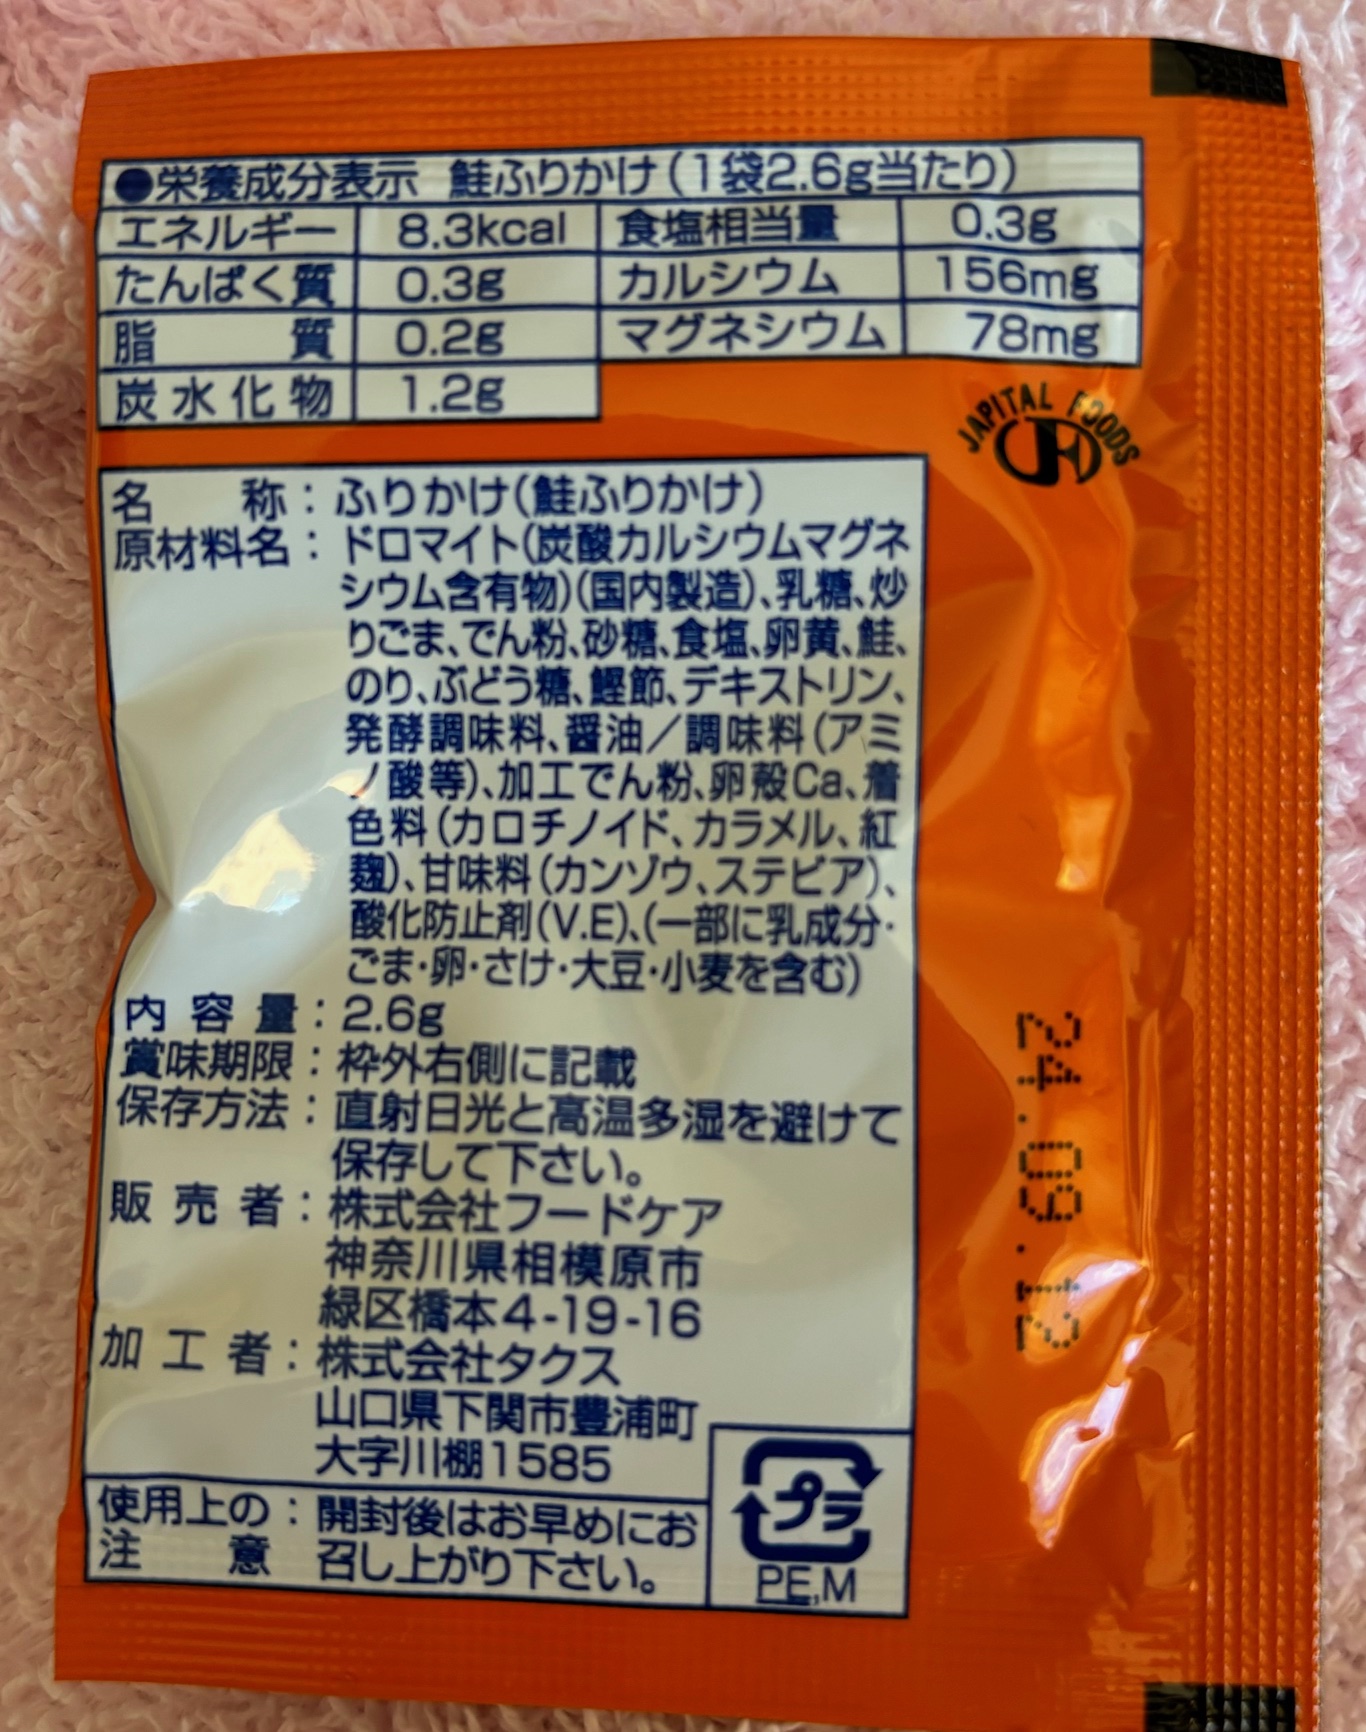 ●栄養成分表示 鮭ふりかけ(1袋2.6g当たり)
エネルギー 8.3kcal 食塩相当量 0.3g
たんぱく質 0.3g カルシウム 156mg
脂質 0.2g マグネシウム 78mg
炭水化物 1.2g
JAPITAL FOODS
名称:ふりかけ(鮭ふりかけ)
原材料名:ドロマイト(炭酸カルシウムマグネ
シウム含有物)(国内製造)、乳糖、炒
りごま、でん粉、砂糖、食塩、卵黄、鮭、
のり、ぶどう糖、鰹節、デキストリン、
発酵調味料、醤油/調味料(アミ
ノ酸等)、加工でん粉、卵殻Ca、着
色料(カロチノイド、カラメル、紅
麹)、甘味料(カンゾウ、ステビア)、
酸化防止剤(V.E)、(一部に乳成分・
ごま・卵・さけ・大豆・小麦を含む)
内容量:2.6g
賞味期限:枠外右側に記載
保存方法:直射日光と高温多湿を避けて
保存して下さい。
販売者:株式会社フードケア
神奈川県相模原市
緑区橋本4-19-16
加工者:株式会社タクス
山口県下関市豊浦町
大字川棚1585
使用上の:開封後はお早めにお
注意 召し上がり下さい。
プラ
PE,M
24.09.12